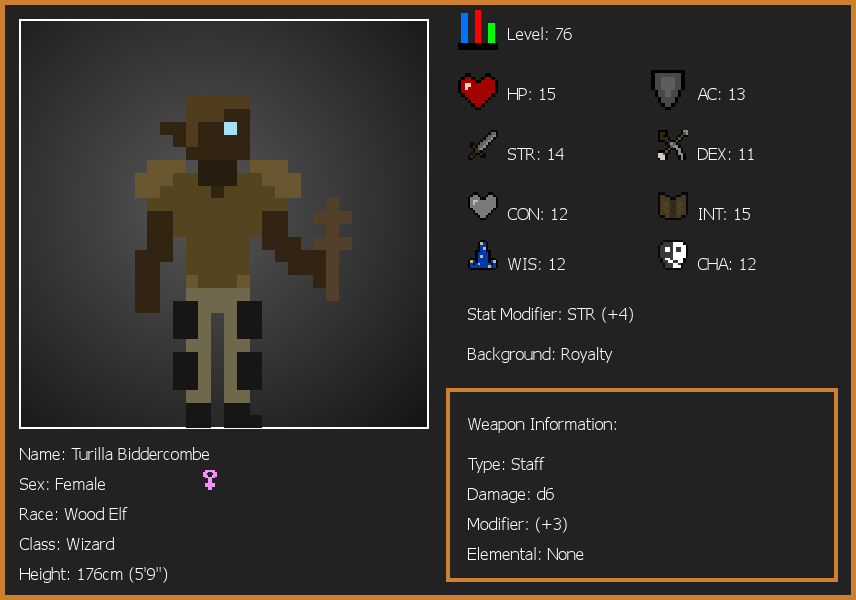 Level: 76
HP: 15
AC: 13
STR: 14
DEX: 11
CON: 12
INT: 15
WIS: 12
CHA: 12
Stat Modifier: STR (+4)
Background: Royalty
Weapon Information:
Type: Staff
Damage: d6
Modifier: (+3)
Elemental: None
Name: Turilla Biddercombe
Sex: Female
Race: Wood Elf
Class: Wizard
Height: 176cm (5'9")